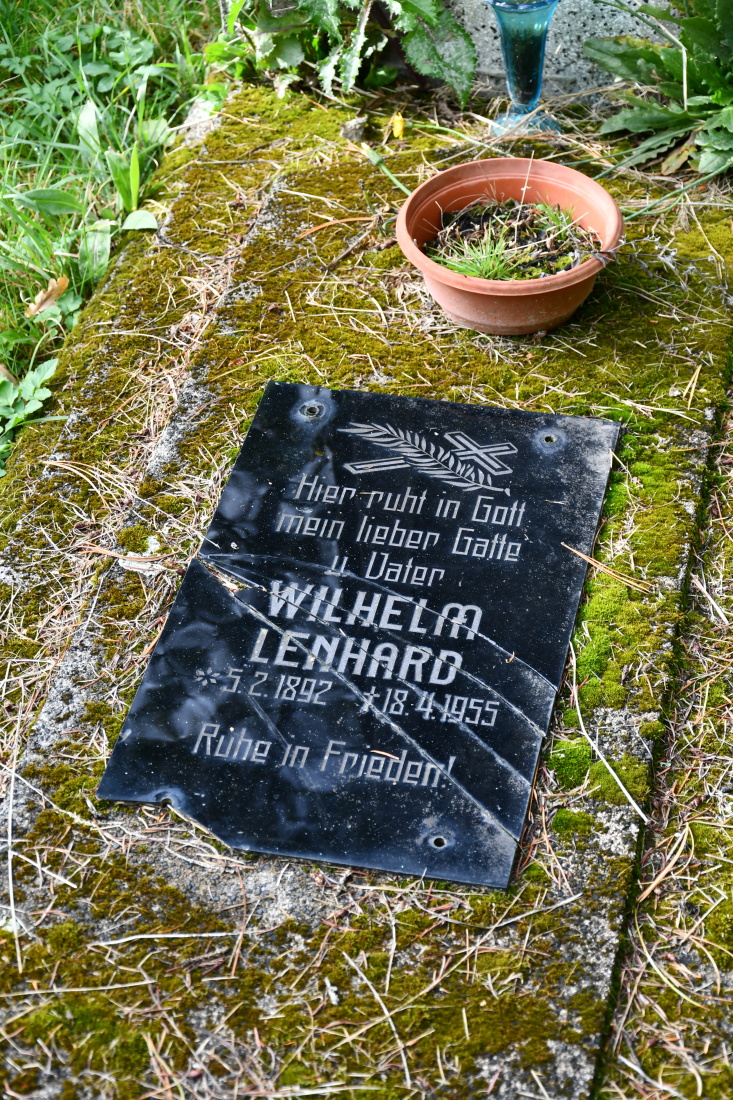 Hier ruht in Gott
mein lieber Gatte
u. Vater
WILHELM
LENHARD
* 5. 2. 1892 † 18. 4. 1955
Ruhe in Frieden!